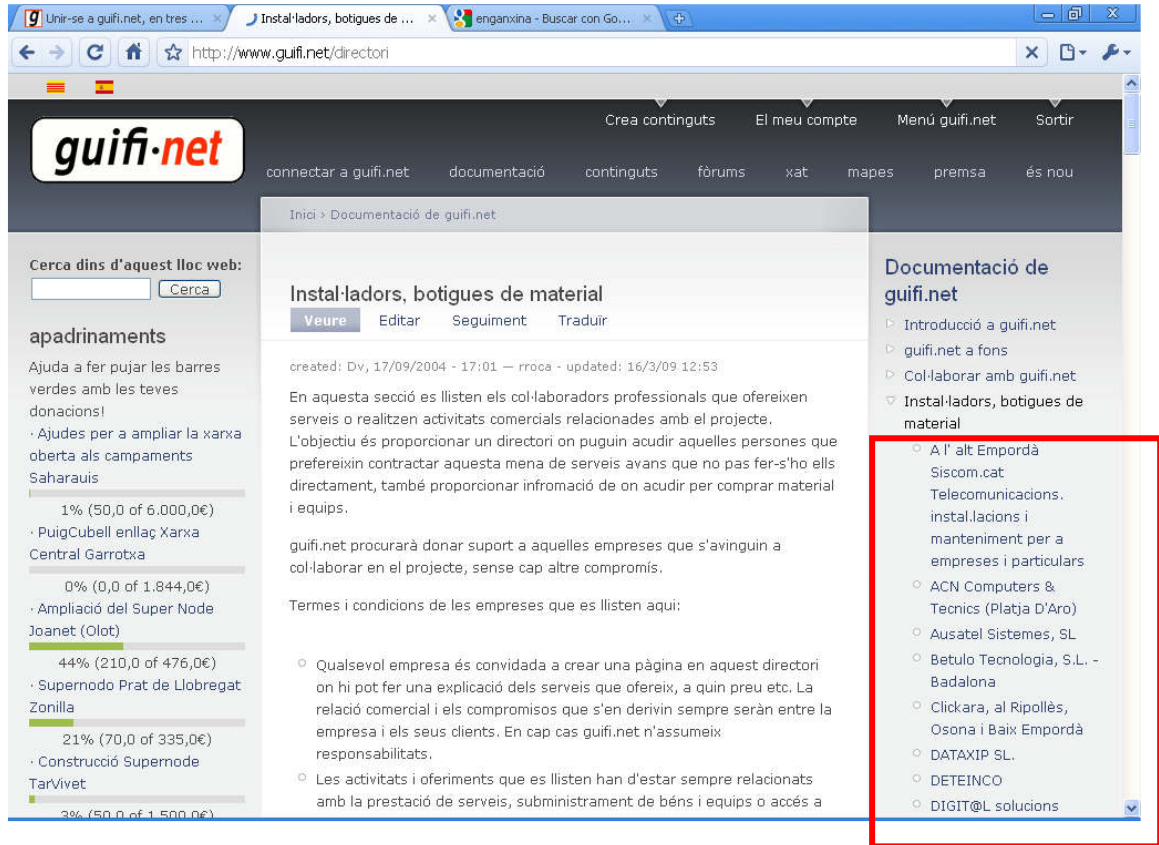 Unir-se a guifi.net, en tres ...
Instal·ladors, botigues de ...
enganxina - Buscar con Go...
http://www.guifi.net/directori
guifi·net
Crea continguts
El meu compte
Menú guifi.net
Sortir
connectar a guifi.net
documentació
continguts
fòrums
xat
mapes
premsa
és nou
Inici › Documentació de guifi.net
Cerca dins d'aquest lloc web:
Cerca
apadrinaments
Ajuda a fer pujar les barres
verdes amb les teves
donacions!
· Ajudes per a ampliar la xarxa
oberta als campaments
Saharauis
1% (50,0 of 6.000,0€)
· PuigCubell enllaç Xarxa
Central Garrotxa
0% (0,0 of 1.844,0€)
· Ampliació del Super Node
Joanet (Olot)
44% (210,0 of 476,0€)
· Supernodo Prat de Llobregat
Zonilla
21% (70,0 of 335,0€)
· Construcció Supernode
TarVivet
3% (50,0 of 1.500,0€)
Instal·ladors, botigues de material
Veure
Editar
Seguiment
Traduïr
created: Dv, 17/09/2004 - 17:01 — rroca - updated: 16/3/09 12:53
En aquesta secció es llisten els col·laboradors professionals que ofereixen
serveis o realitzen activitats comercials relacionades amb el projecte.
L'objectiu és proporcionar un directori on puguin acudir aquelles persones que
prefereixin contractar aquesta mena de serveis avans que no pas fer-s'ho ells
directament, també proporcionar infromació de on acudir per comprar material
i equips.
guifi.net procurarà donar suport a aquelles empreses que s'avinguin a
col·laborar en el projecte, sense cap altre compromís.
Termes i condicions de les empreses que es llisten aqui:
Qualsevol empresa és convidada a crear una pàgina en aquest directori
on hi pot fer una explicació dels serveis que ofereix, a quin preu etc. La
relació comercial i els compromisos que s'en derivin sempre seràn entre la
empresa i els seus clients. En cap cas guifi.net n'assumeix
responsabilitats.
Les activitats i oferiments que es llisten han d'estar sempre relacionats
amb la prestació de serveis, subministrament de béns i equips o accés a
Documentació de
guifi.net
Introducció a guifi.net
guifi.net a fons
Col·laborar amb guifi.net
Instal·ladors, botigues de
material
A l' alt Empordà
Siscom.cat
Telecomunicacions.
instal.lacions i
manteniment per a
empreses i particulars
ACN Computers &
Tecnics (Platja D'Aro)
Ausatel Sistemes, SL
Betulo Tecnologia, S.L. -
Badalona
Clickara, al Ripollès,
Osona i Baix Empordà
DATAXIP SL.
DETEINCO
DIGIT@L solucions